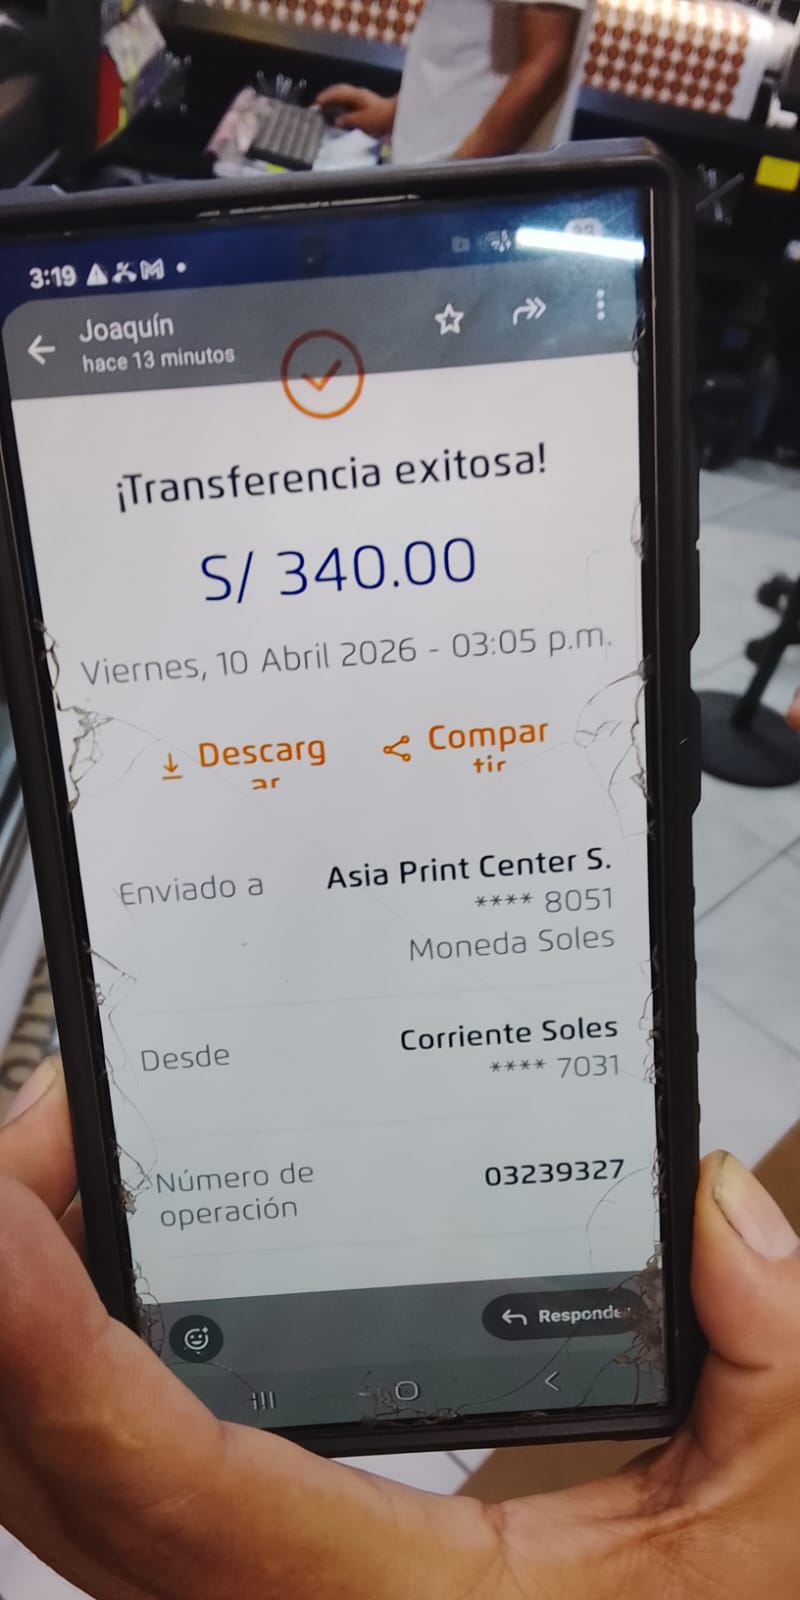 3:19
Joaquín
hace 13 minutos
¡Transferencia exitosa!
S/ 340.00
Viernes, 10 Abril 2026 - 03:05 p.m.
Descarg
ar
Compar
tir
Enviado a
Asia Print Center S.
**** 8051
Moneda Soles
Desde
Corriente Soles
**** 7031
Número de
operación
03239327
Responder